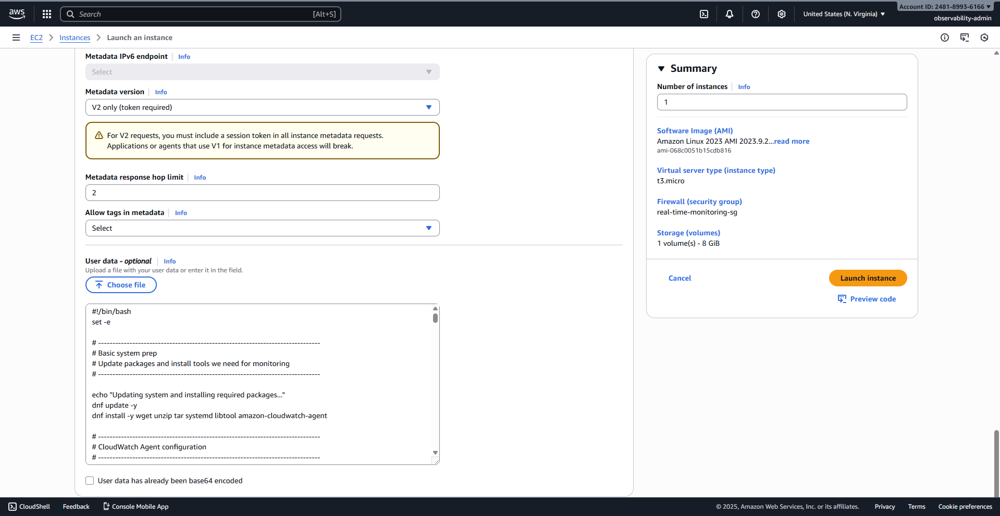 aws
Search
[Alt+S]
United States (N. Virginia)
Account ID: 2481-8993-6166
observability-admin
EC2
Instances
Launch an instance
Metadata IPv6 endpoint
Info
Select
Metadata version
Info
V2 only (token required)
For V2 requests, you must include a session token in all instance metadata requests.
Applications or agents that use V1 for instance metadata access will break.
Metadata response hop limit
Info
2
Allow tags in metadata
Info
Select
User data - optional
Info
Upload a file with your user data or enter it in the field.
Choose file
#!/bin/bash
set -e
# ------------------------------------------------------------------------------
# Basic system prep
# Update packages and install tools we need for monitoring
# ------------------------------------------------------------------------------
echo "Updating system and installing required packages..."
dnf update -y
dnf install -y wget unzip tar systemd libtool amazon-cloudwatch-agent
# ------------------------------------------------------------------------------
# CloudWatch Agent configuration
# ------------------------------------------------------------------------------
User data has already been base64 encoded
Summary
Number of instances
Info
1
Software Image (AMI)
Amazon Linux 2023 AMI 2023.9.2...read more
ami-068c0051b15cdb816
Virtual server type (instance type)
t3.micro
Firewall (security group)
real-time-monitoring-sg
Storage (volumes)
1 volume(s) - 8 GiB
Cancel
Launch instance
Preview code
CloudShell
Feedback
Console Mobile App
© 2025, Amazon Web Services, Inc. or its affiliates.
Privacy
Terms
Cookie preferences